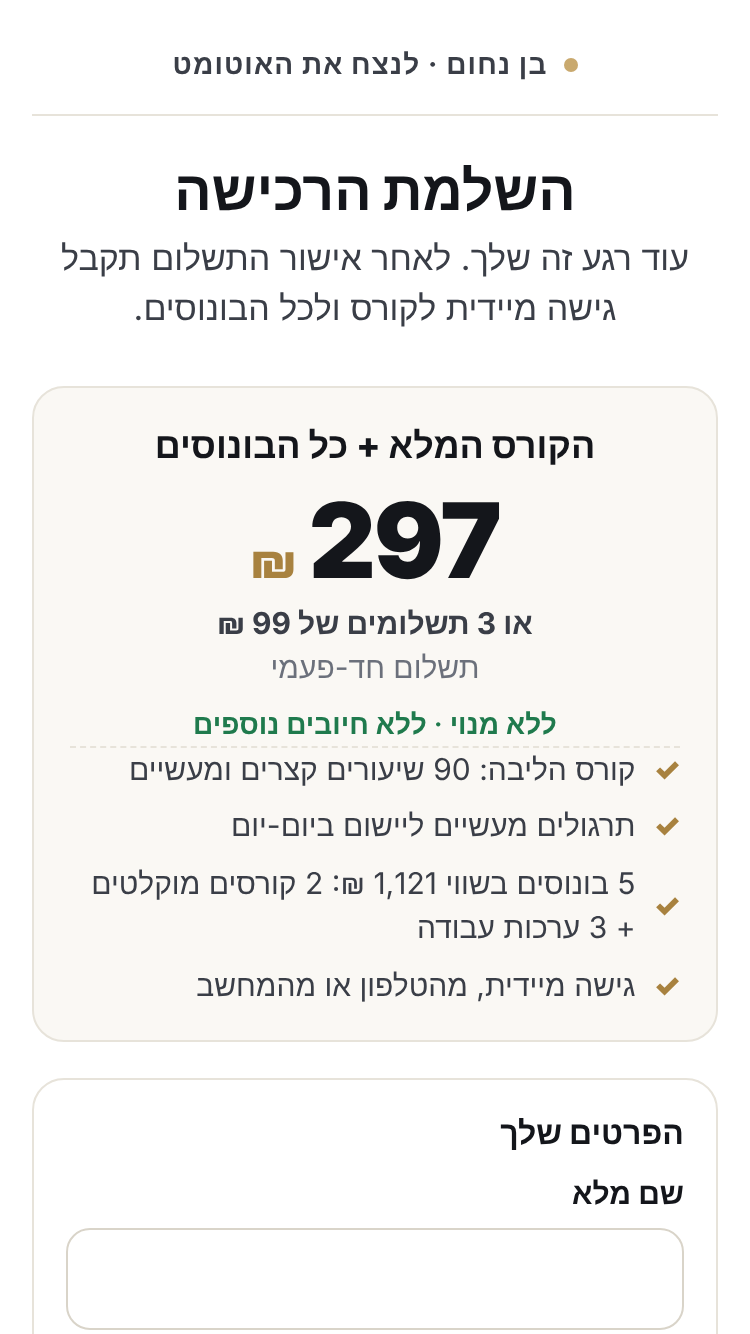 בן נחום · לנצח את האוטומט
השלמת הרכישה
עוד רגע זה שלך. לאחר אישור התשלום תקבל
גישה מיידית לקורס ולכל הבונוסים.
הקורס המלא + כל הבונוסים
297 ₪
או 3 תשלומים של 99 ₪
תשלום חד-פעמי
ללא מנוי · ללא חיובים נוספים
קורס הליבה: 90 שיעורים קצרים ומעשיים
תרגולים מעשיים ליישום ביום-יום
5 בונוסים בשווי 1,121 ₪: 2 קורסים מוקלטים
+ 3 ערכות עבודה
גישה מיידית, מהטלפון או מהמחשב
הפרטים שלך
שם מלא